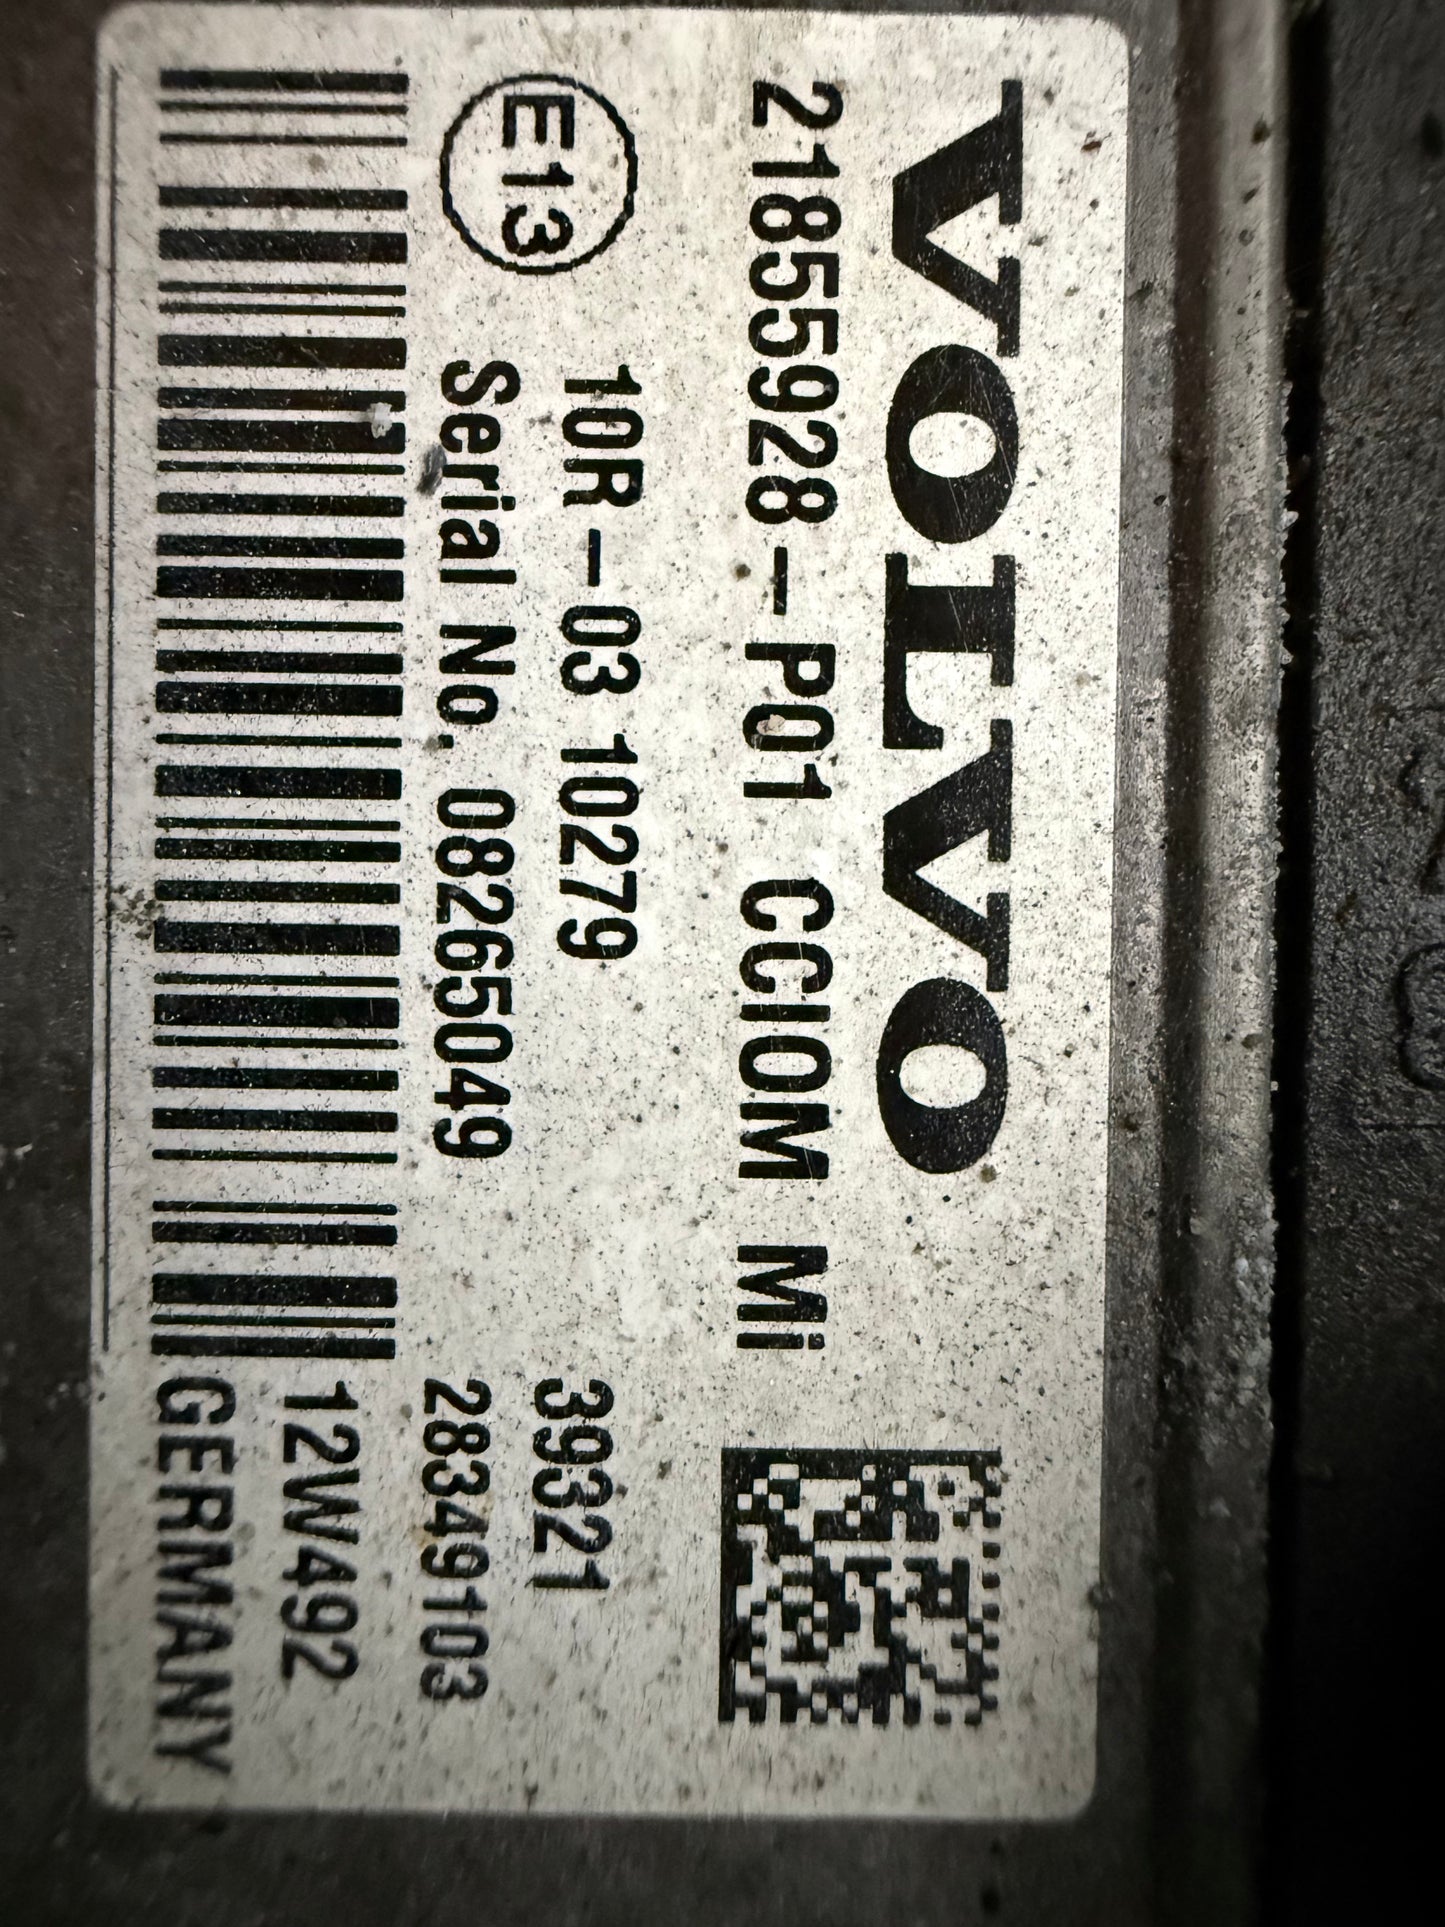 VOLVO
21855928-P01 CCIOM Mi
E13
10R-03 10279
39321
Serial No. 08265049
28349103
12W492
GERMANY